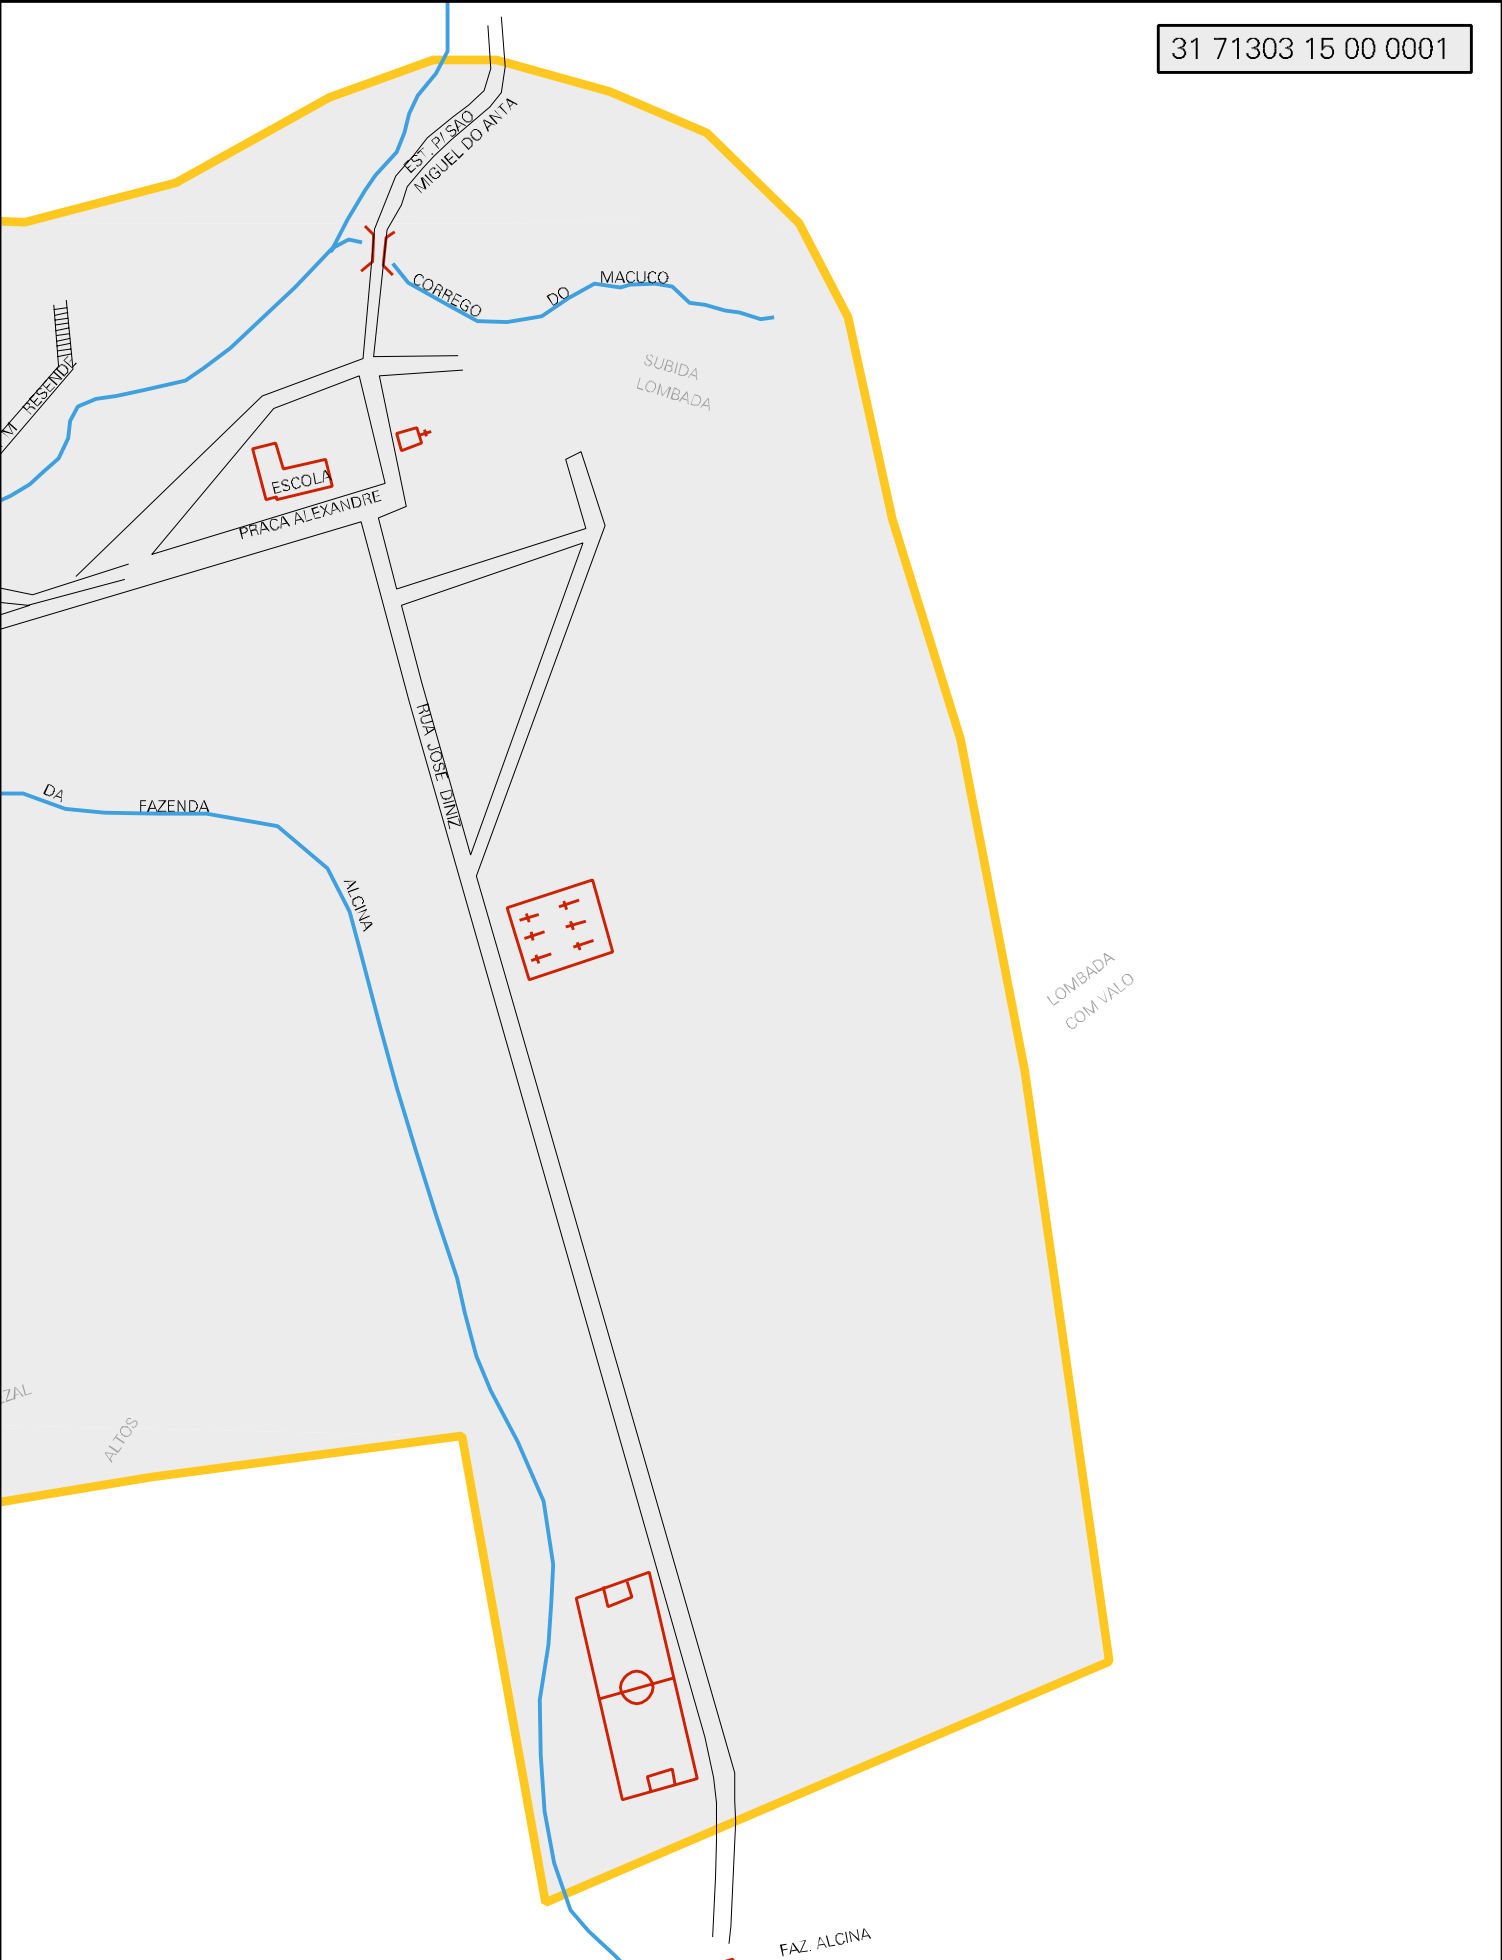 31 71303 15 00 0001
EST. P/ SAO
MIGUEL DO ANTA
CORREGO DO MACUCO
SUBIDA
LOMBADA
M RESENDE
ESCOLA
PRACA ALEXANDRE
RUA JOSE DINIZ
DA FAZENDA ALCINA
LOMBADA
COM VALO
ZAL
ALTOS
FAZ. ALCINA